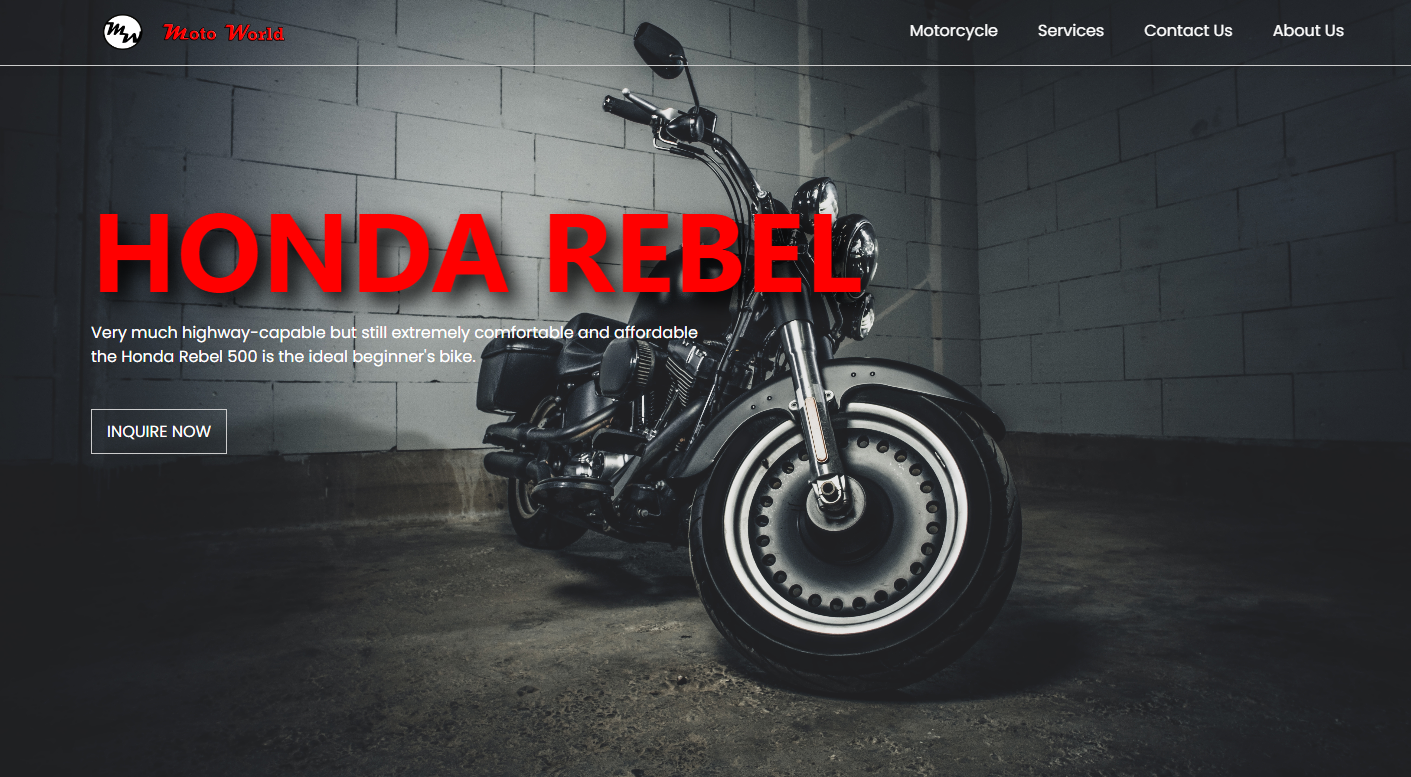 MW Moto World
Motorcycle Services Contact Us About Us
HONDA REBEL
Very much highway-capable but still extremely comfortable and affordable
the Honda Rebel 500 is the ideal beginner's bike.
INQUIRE NOW